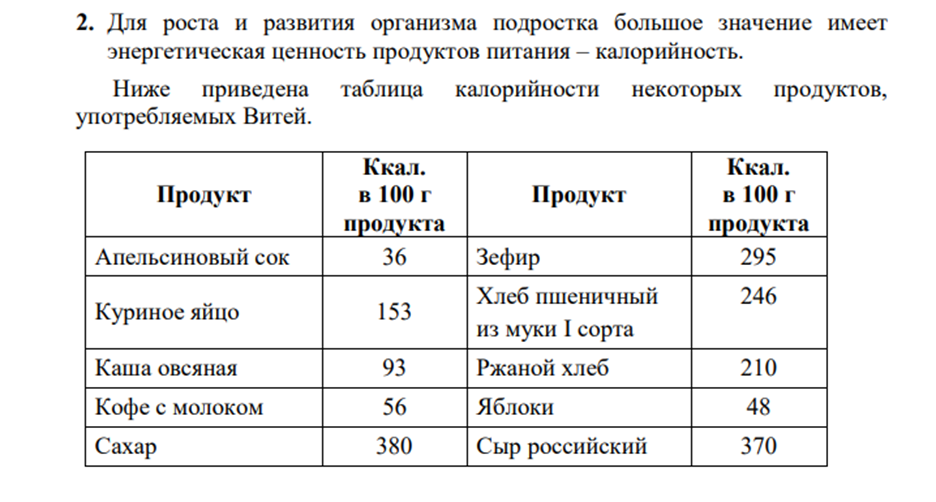 2. Для роста и развития организма подростка большое значение имеет
энергетическая ценность продуктов питания – калорийность.
Ниже приведена таблица калорийности некоторых продуктов,
употребляемых Витей.
Продукт Ккал. в 100 г продукта Продукт Ккал. в 100 г продукта
Апельсиновый сок 36 Зефир 295
Куриное яйцо 153 Хлеб пшеничный из муки I сорта 246
Каша овсяная 93 Ржаной хлеб 210
Кофе с молоком 56 Яблоки 48
Сахар 380 Сыр российский 370